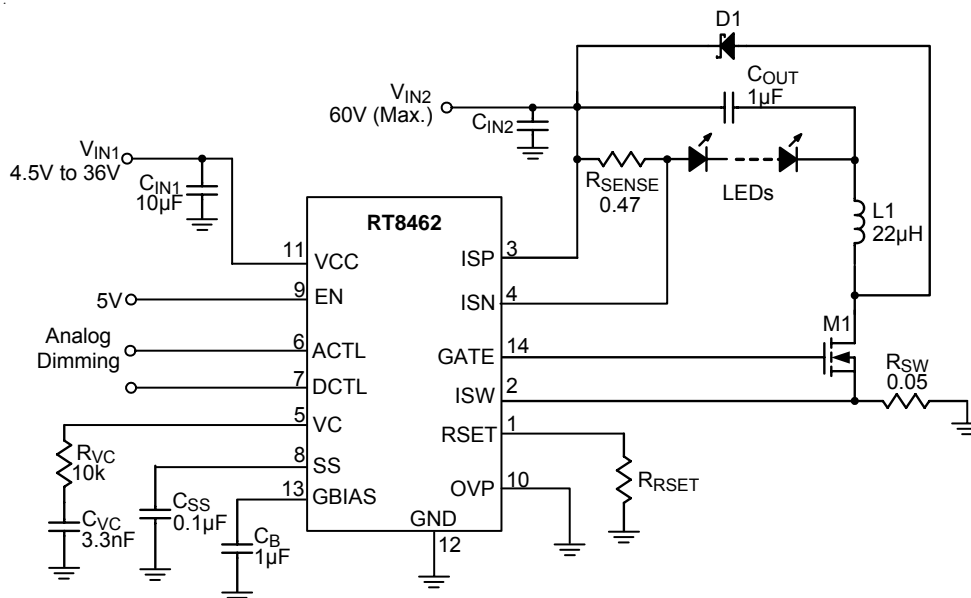 D1
COUT
1µF
VIN2
60V (Max.)
CIN2
VIN1
4.5V to 36V
CIN1
10µF
RSENSE
0.47
LEDs
L1
22µH
RT8462
11
VCC
ISP
3
9
EN
5V
ISN
4
M1
Analog
Dimming
6
ACTL
GATE
14
RSW
0.05
7
DCTL
ISW
2
5
VC
RSET
1
RVC
10k
8
SS
OVP
10
RRSET
13
GBIAS
CSS
0.1µF
CVC
3.3nF
CB
1µF
GND
12